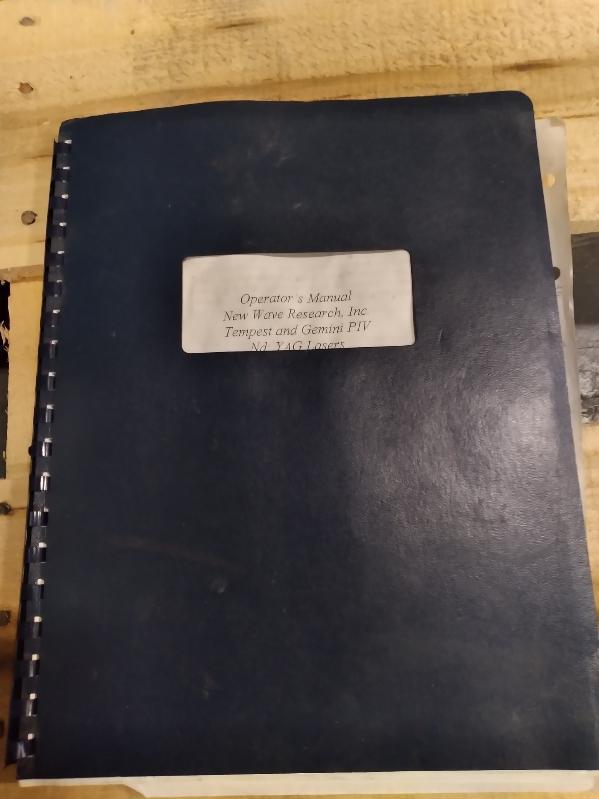 Operator's Manual
New Wave Research, Inc
Tempest and Gemini PIV
Nd: YAG Lasers